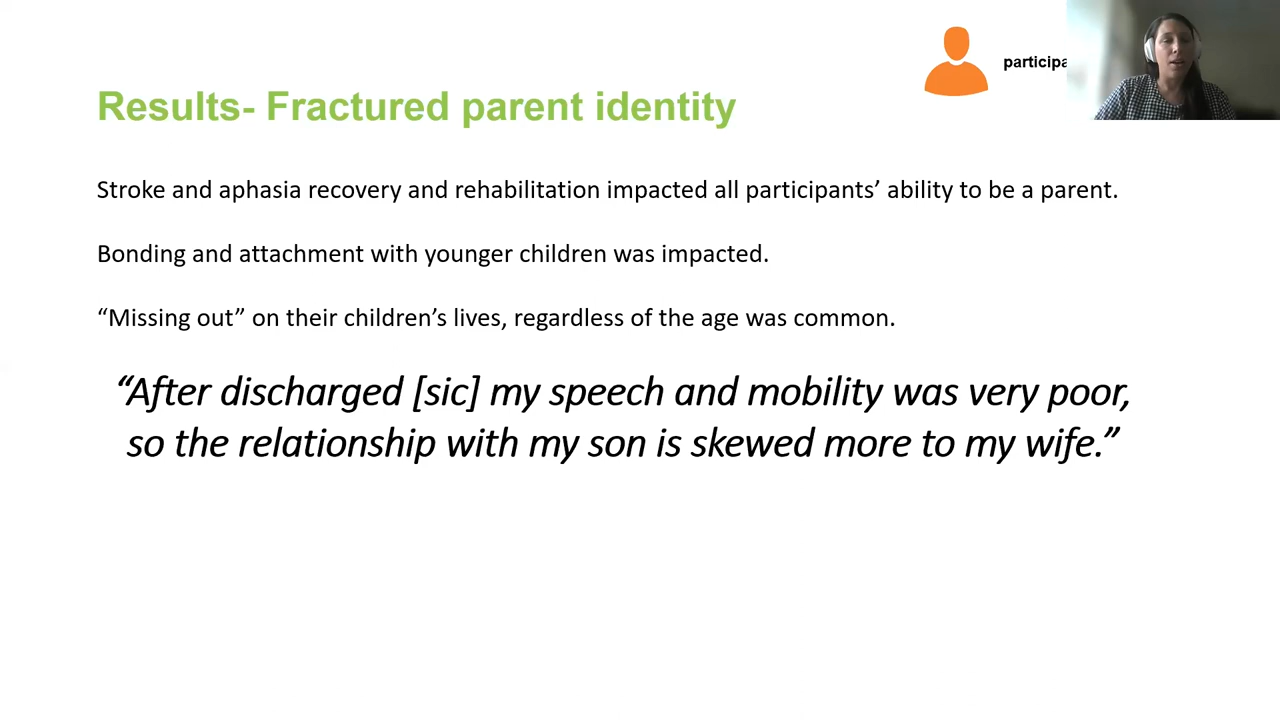 Results- Fractured parent identity
Stroke and aphasia recovery and rehabilitation impacted all participants’ ability to be a parent.
Bonding and attachment with younger children was impacted.
“Missing out” on their children’s lives, regardless of the age was common.
“After discharged [sic] my speech and mobility was very poor,
so the relationship with my son is skewed more to my wife.”